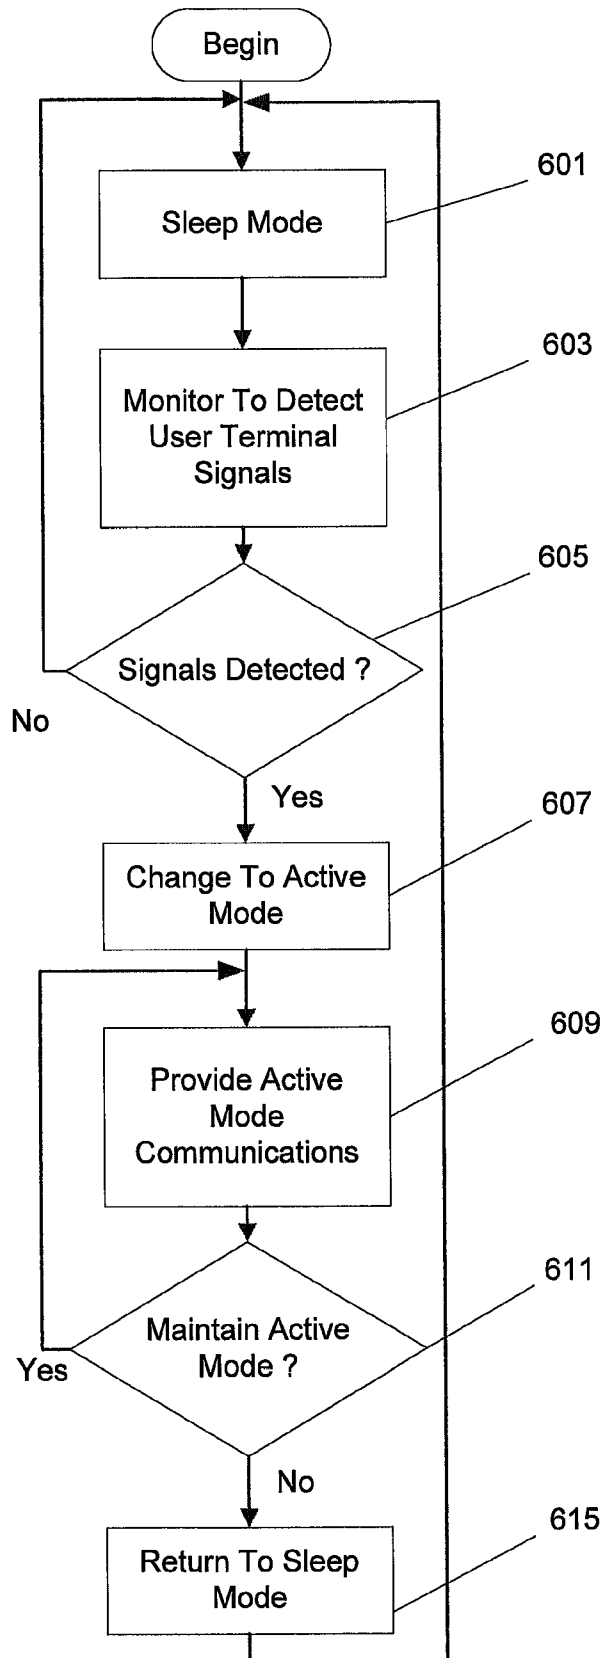 Begin
601
Sleep Mode
603
Monitor To Detect
User Terminal
Signals
605
Signals Detected ?
No
Yes
607
Change To Active
Mode
609
Provide Active
Mode
Communications
611
Maintain Active
Mode ?
Yes
No
615
Return To Sleep
Mode